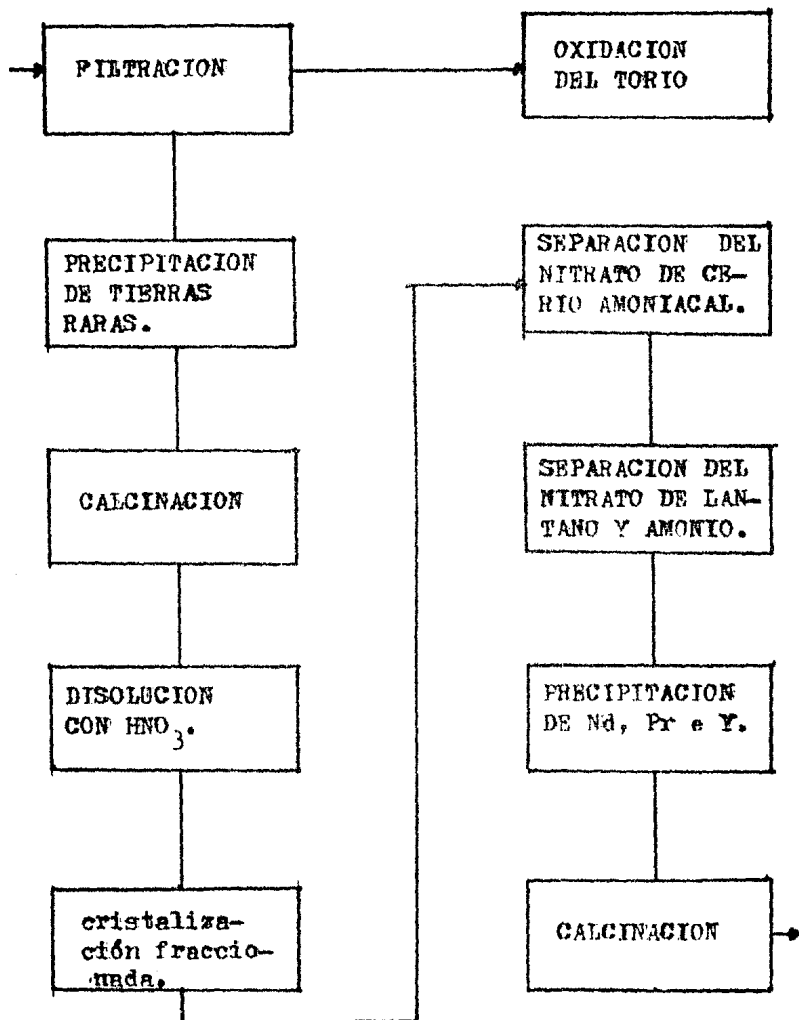 FILTRACION
OXIDACION
DEL TORIO
PRECIPITACION
DE TIERRAS
RARAS.
CALCINACION
DISOLUCION
CON HNO3.
cristaliza-
ción fraccio-
nada.
SEPARACION DEL
NITRATO DE CE-
RIO AMONIACAL.
SEPARACION DEL
NITRATO DE LAN-
TANO Y AMONIO.
PRECIPITACION
DE Nd, Pr e Y.
CALCINACION